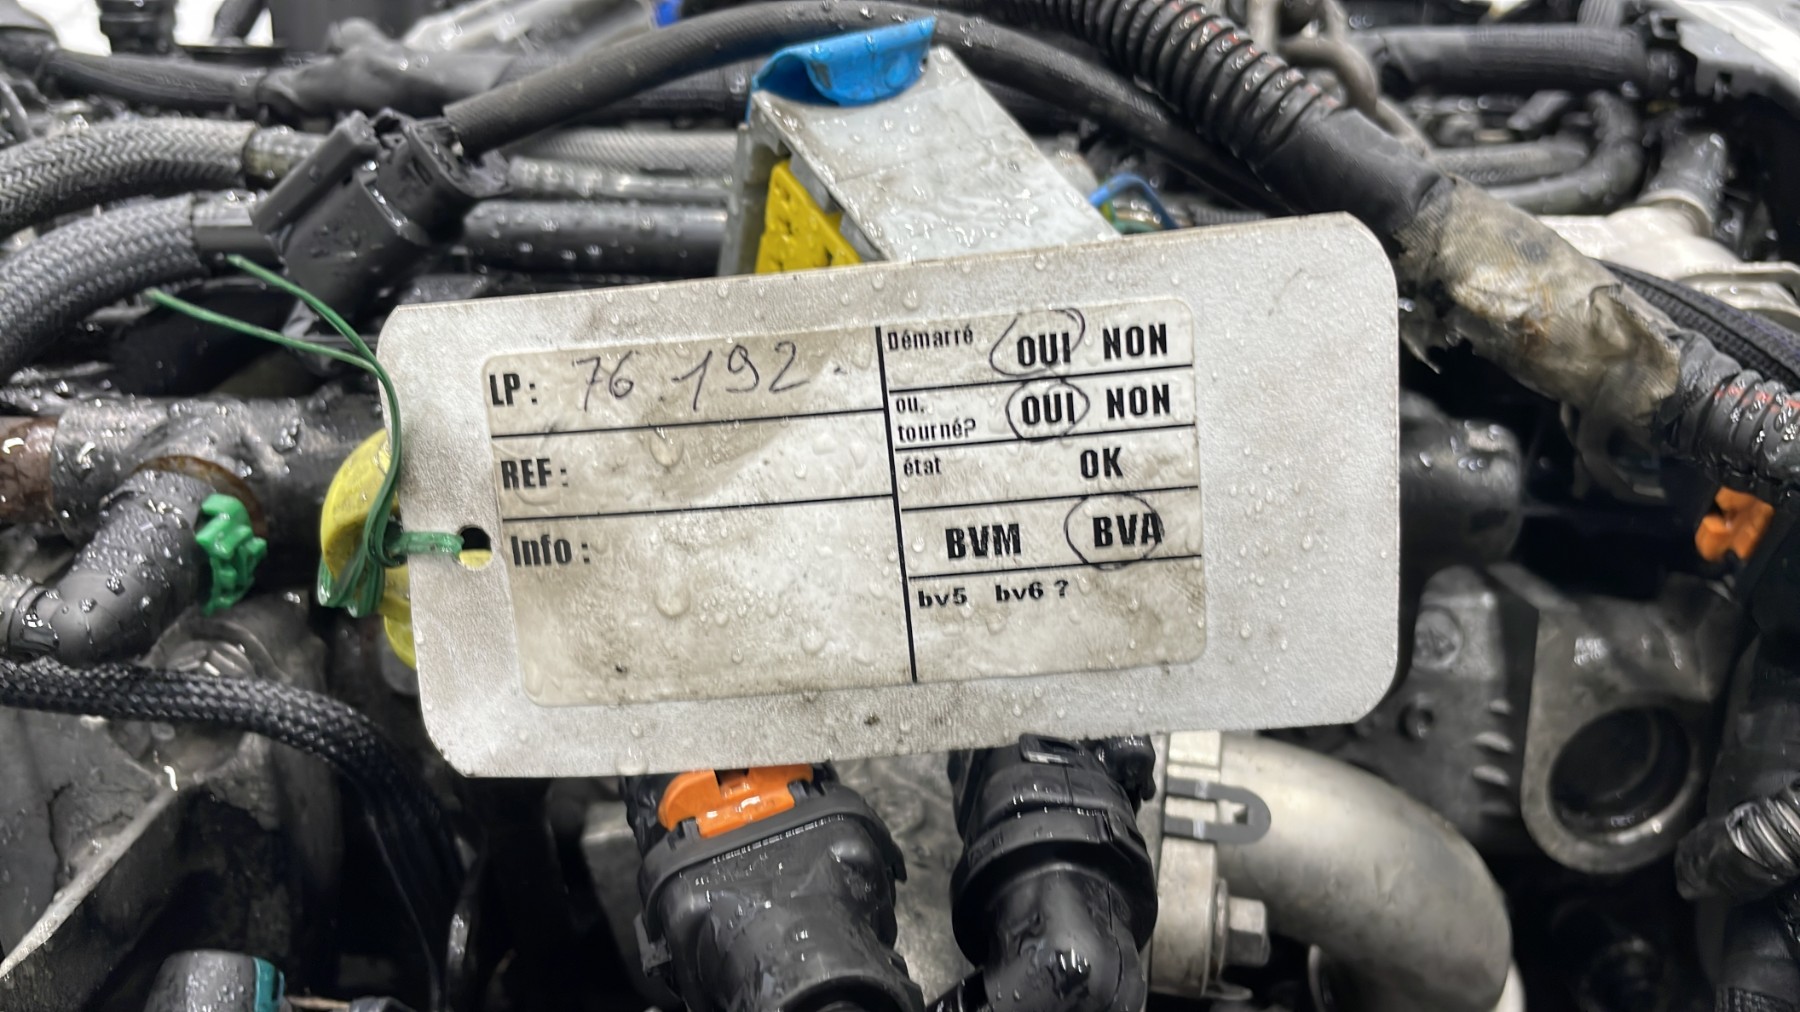 LP: 76.192.
REF:
Info:
Démarré OUI NON
ou.
tourné? OUI NON
état OK
BVM BVA
bv5 bv6 ?